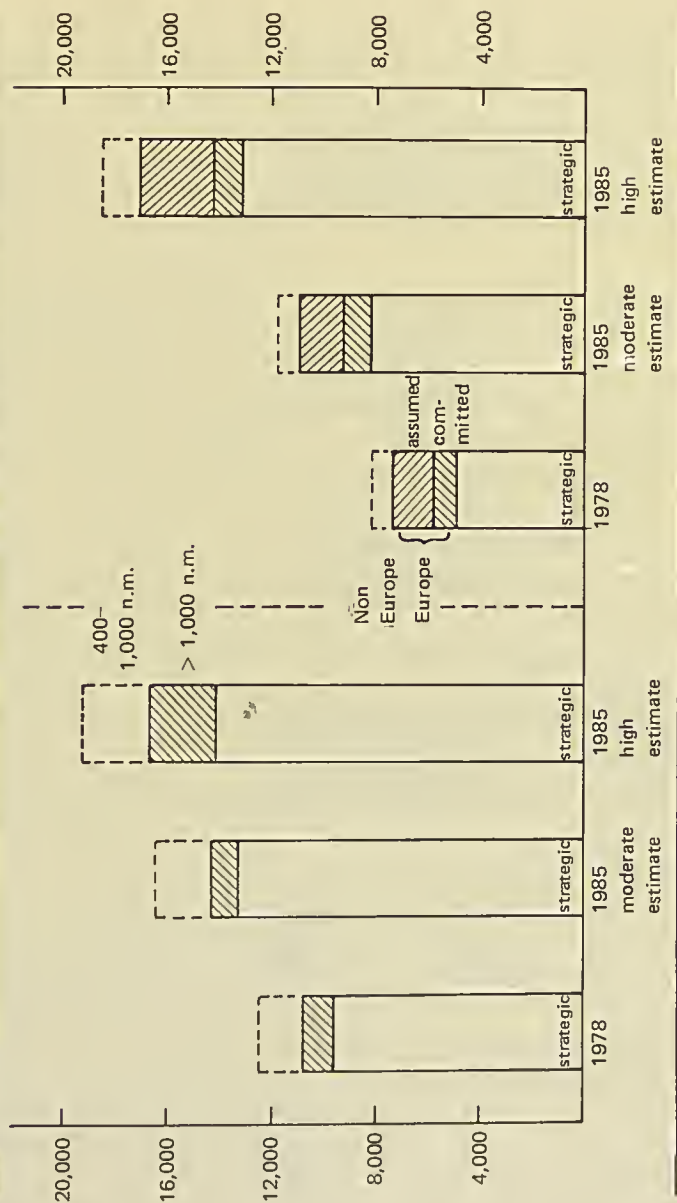 20,000
16,000
12,000
8,000
4,000
400–
1,000 n.m.
> 1,000 n.m.
Non
Europe
Europe
assumed
com-
mitted
strategic
strategic
strategic
strategic
strategic
strategic
1978
1985
moderate
estimate
1985
high
estimate
1978
1985
moderate
estimate
1985
high
estimate
20,000
16,000
12,000
8,000
4,000